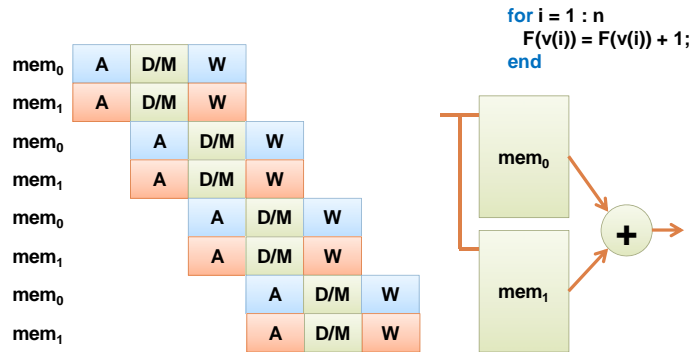 for i = 1 : n
F(v(i)) = F(v(i)) + 1;
end
mem₀ A D/M W
mem₁ A D/M W
mem₀ A D/M W
mem₁ A D/M W
mem₀ A D/M W
mem₁ A D/M W
mem₀ A D/M W
mem₁ A D/M W
mem₀
+
mem₁